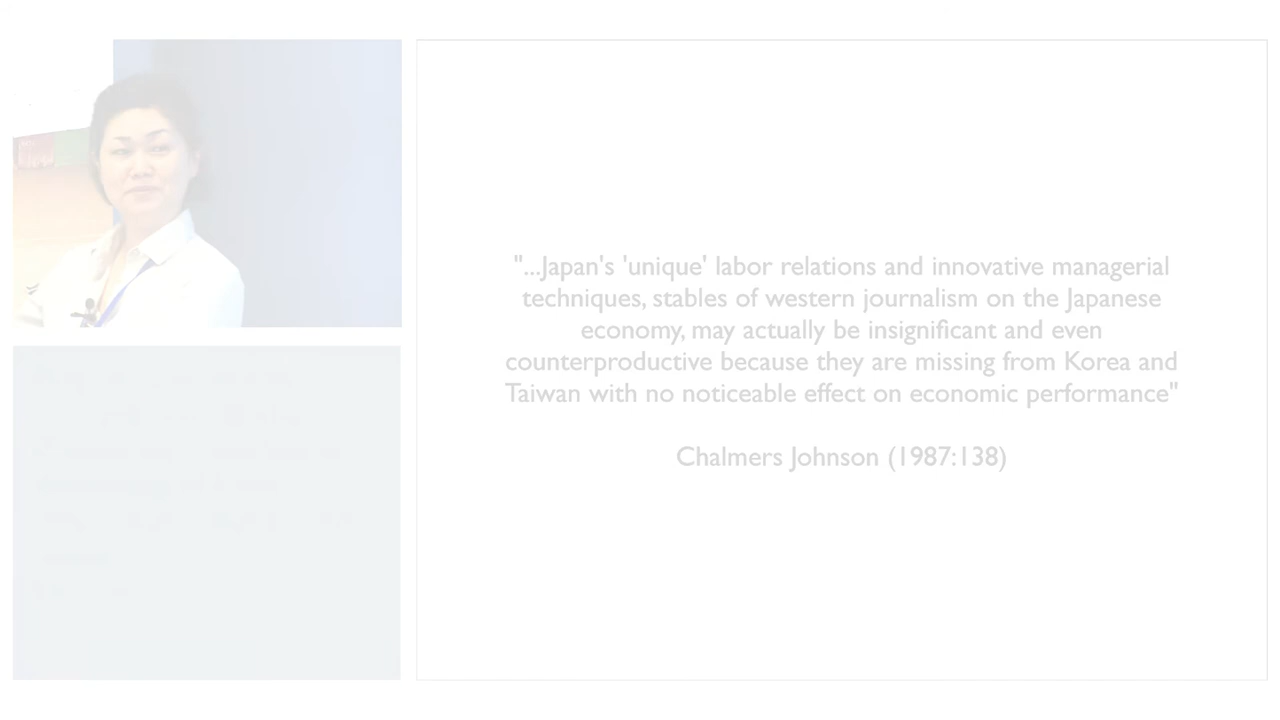 "...Japan's 'unique' labor relations and innovative managerial
techniques, stables of western journalism on the Japanese
economy, may actually be insignificant and even
counterproductive because they are missing from Korea and
Taiwan with no noticeable effect on economic performance"
Chalmers Johnson (1987:138)